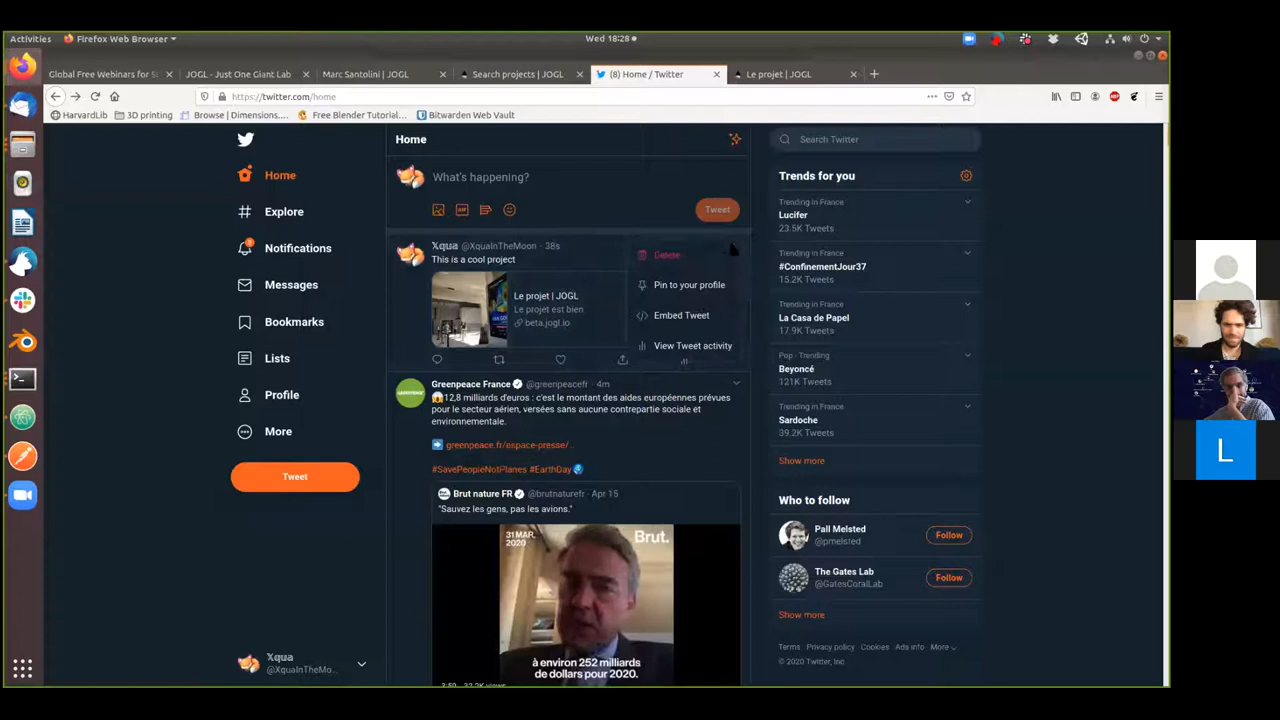 Activities
Firefox Web Browser
Wed 18:28
Global Free Webinars for S
JOGL - Just One Giant Lab
Marc Santolini | JOGL
Search projects | JOGL
(8) Home / Twitter
Le projet | JOGL
https://twitter.com/home
HarvardLib
3D printing
Browse | Dimensions....
Free Blender Tutorial...
Bitwarden Web Vault
Home
Explore
Notifications
Messages
Bookmarks
Lists
Profile
More
Tweet
Xqua
@XquaInTheMo...
Home
What's happening?
GIF
Tweet
Xqua @XquaInTheMoon · 38s
This is a cool project
Le projet | JOGL
Le projet est bien
beta.jogl.io
Delete
Pin to your profile
Embed Tweet
View Tweet activity
Greenpeace France @greenpeacefr · 4m
12,8 milliards d'euros : c'est le montant des aides européennes prévues
pour le secteur aérien, versées sans aucune contrepartie sociale et
environnementale.
greenpeace.fr/espace-presse/...
#SavePeopleNotPlanes #EarthDay
Brut nature FR @brutnaturefr · Apr 15
"Sauvez les gens, pas les avions."
31 MAR.
2020
Brut.
à environ 252 milliards
de dollars pour 2020.
Search Twitter
Trends for you
Trending in France
Lucifer
23.5K Tweets
Trending in France
#ConfinementJour37
15.2K Tweets
Trending in France
La Casa de Papel
17.9K Tweets
Pop · Trending
Beyoncé
121K Tweets
Trending in France
Sardoche
39.2K Tweets
Show more
Who to follow
Pall Melsted
@pmelsted
Follow
The Gates Lab
@GatesCoralLab
Follow
Show more
Terms Privacy policy Cookies Ads info More
© 2020 Twitter, Inc
L